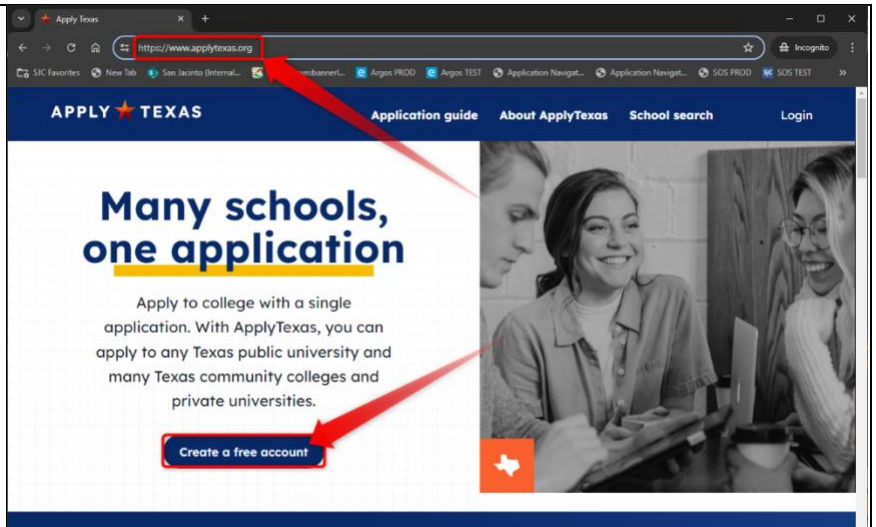 Apply Texas
https://www.applytexas.org
Incognito
SJC Favorites New Tab San Jacinto (Internal... Argos PROD Argos TEST Application Navigat... Application Navigat... SOS PROD SOS TEST
APPLY TEXAS Application guide About ApplyTexas School search Login
Many schools,
one application
Apply to college with a single
application. With ApplyTexas, you can
apply to any Texas public university and
many Texas community colleges and
private universities.
Create a free account